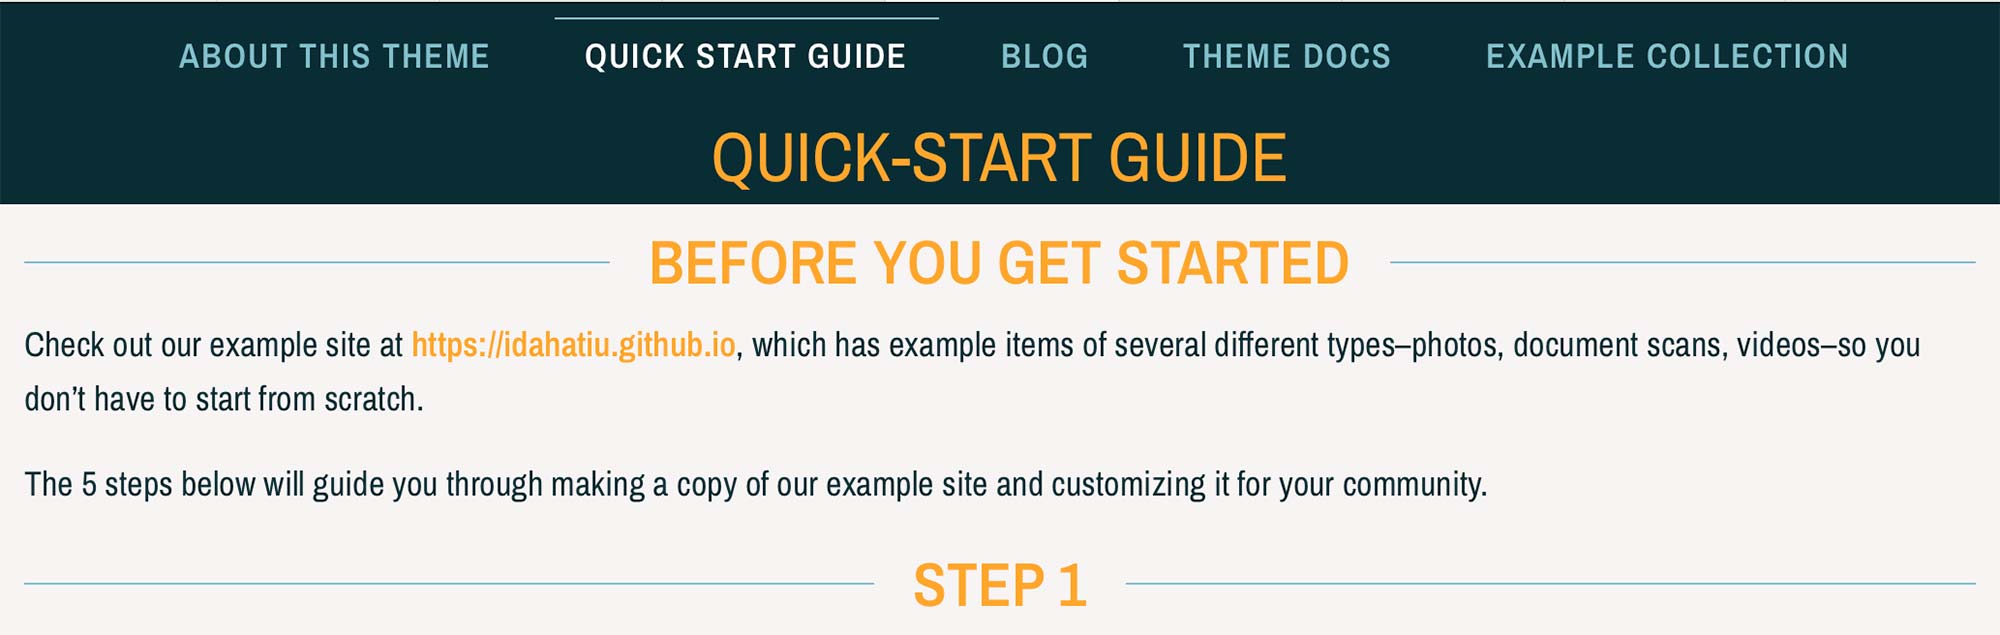 ABOUT THIS THEME QUICK START GUIDE BLOG THEME DOCS EXAMPLE COLLECTION
QUICK-START GUIDE
BEFORE YOU GET STARTED
Check out our example site at https://idahatiu.github.io, which has example items of several different types–photos, document scans, videos–so you
don’t have to start from scratch.
The 5 steps below will guide you through making a copy of our example site and customizing it for your community.
STEP 1